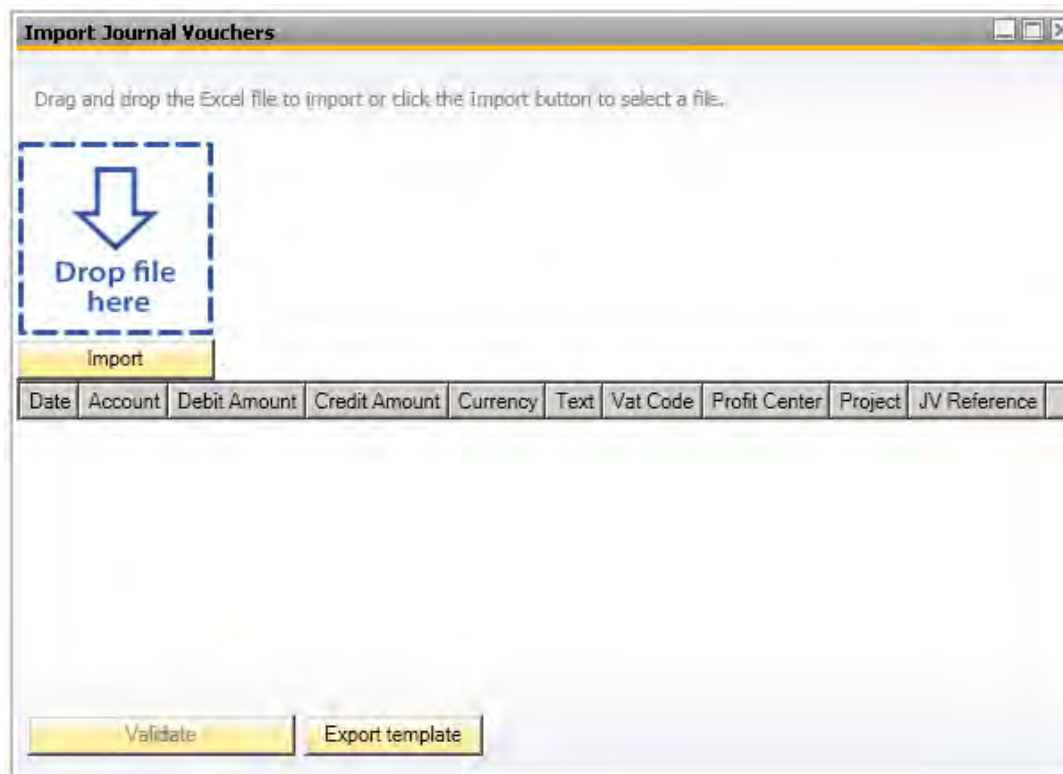 Import Journal Vouchers
Drag and drop the Excel file to import or click the Import button to select a file.
Drop file
here
Import
Date Account Debit Amount Credit Amount Currency Text Vat Code Profit Center Project JV Reference
Validate Export template